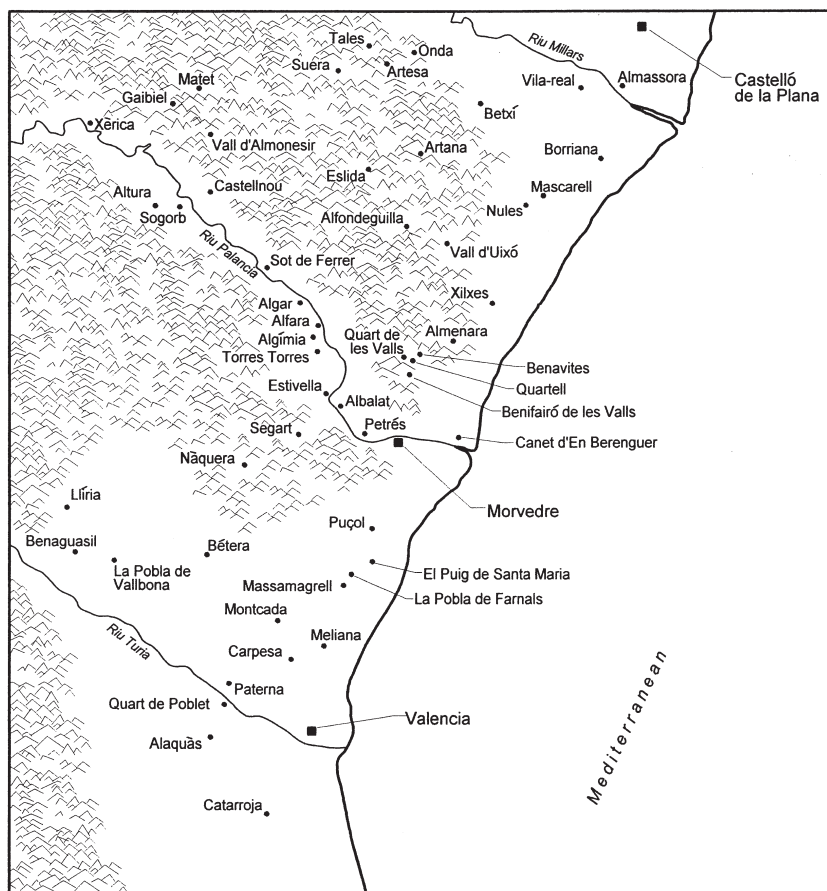 Tales
Onda
Riu Millars
Suera
Artesa
Castelló
de la Plana
Matet
Vila-real
Almassora
Gaibiel
Betxí
Xèrica
Vall d'Almonesir
Artana
Borriana
Eslida
Altura
Castellnou
Mascarell
Sogorb
Nules
Alfondeguilla
Riu Palancia
Vall d'Uixó
Sot de Ferrer
Xilxes
Algar
Alfara
Quart de
les Valls
Almenara
Algímia
Torres Torres
Benavites
Quartell
Estivella
Albalat
Benifairó de les Valls
Segart
Petrés
Canet d'En Berenguer
Nàquera
Llíria
Morvedre
Puçol
Benaguasil
Bétera
La Pobla de
Vallbona
El Puig de Santa Maria
Massamagrell
La Pobla de Farnals
Montcada
Riu Turia
Meliana
Carpesa
Paterna
Quart de Poblet
Valencia
Alaquàs
Mediterranean
Catarroja